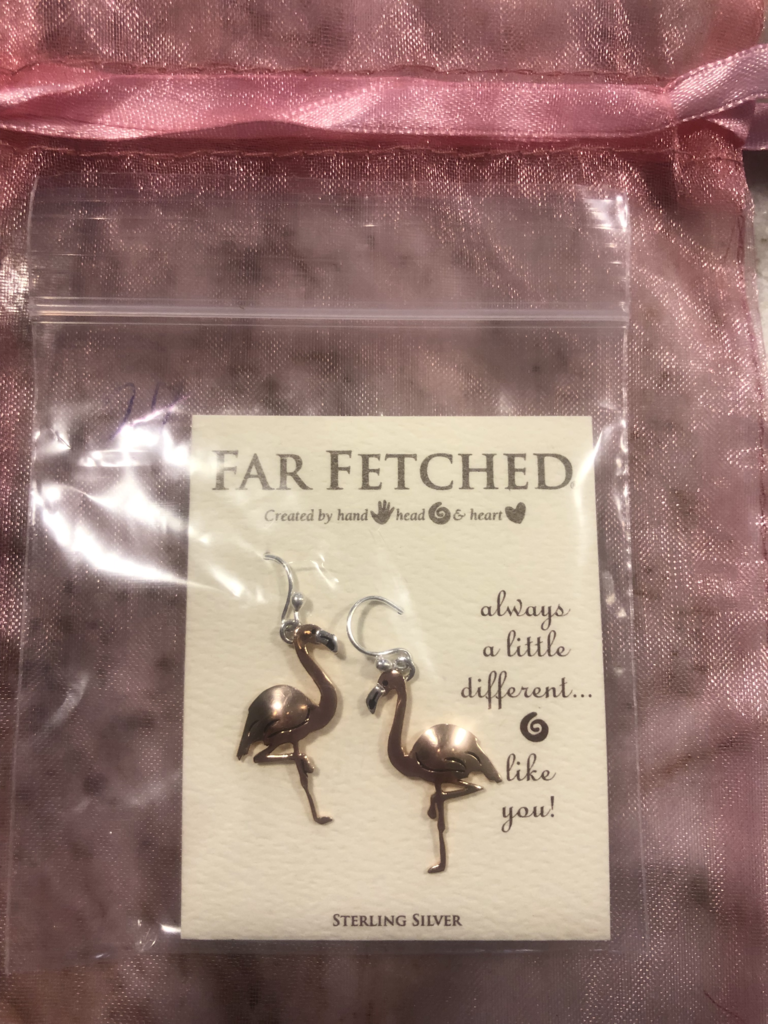 FAR FETCHED
Created by hand head & heart
always
a little
different...
like
you!
STERLING SILVER